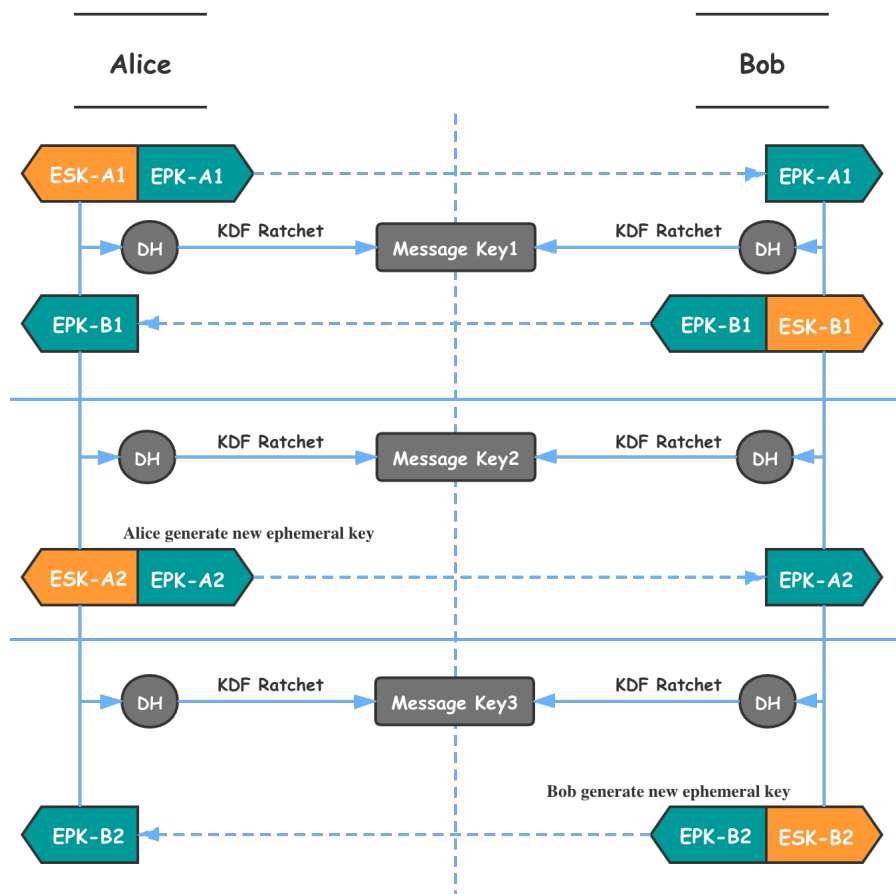 Alice
Bob
ESK-A1 EPK-A1
EPK-A1
DH
KDF Ratchet
Message Key1
KDF Ratchet
DH
EPK-B1
EPK-B1 ESK-B1
DH
KDF Ratchet
Message Key2
KDF Ratchet
DH
Alice generate new ephemeral key
ESK-A2 EPK-A2
EPK-A2
DH
KDF Ratchet
Message Key3
KDF Ratchet
DH
Bob generate new ephemeral key
EPK-B2
EPK-B2 ESK-B2